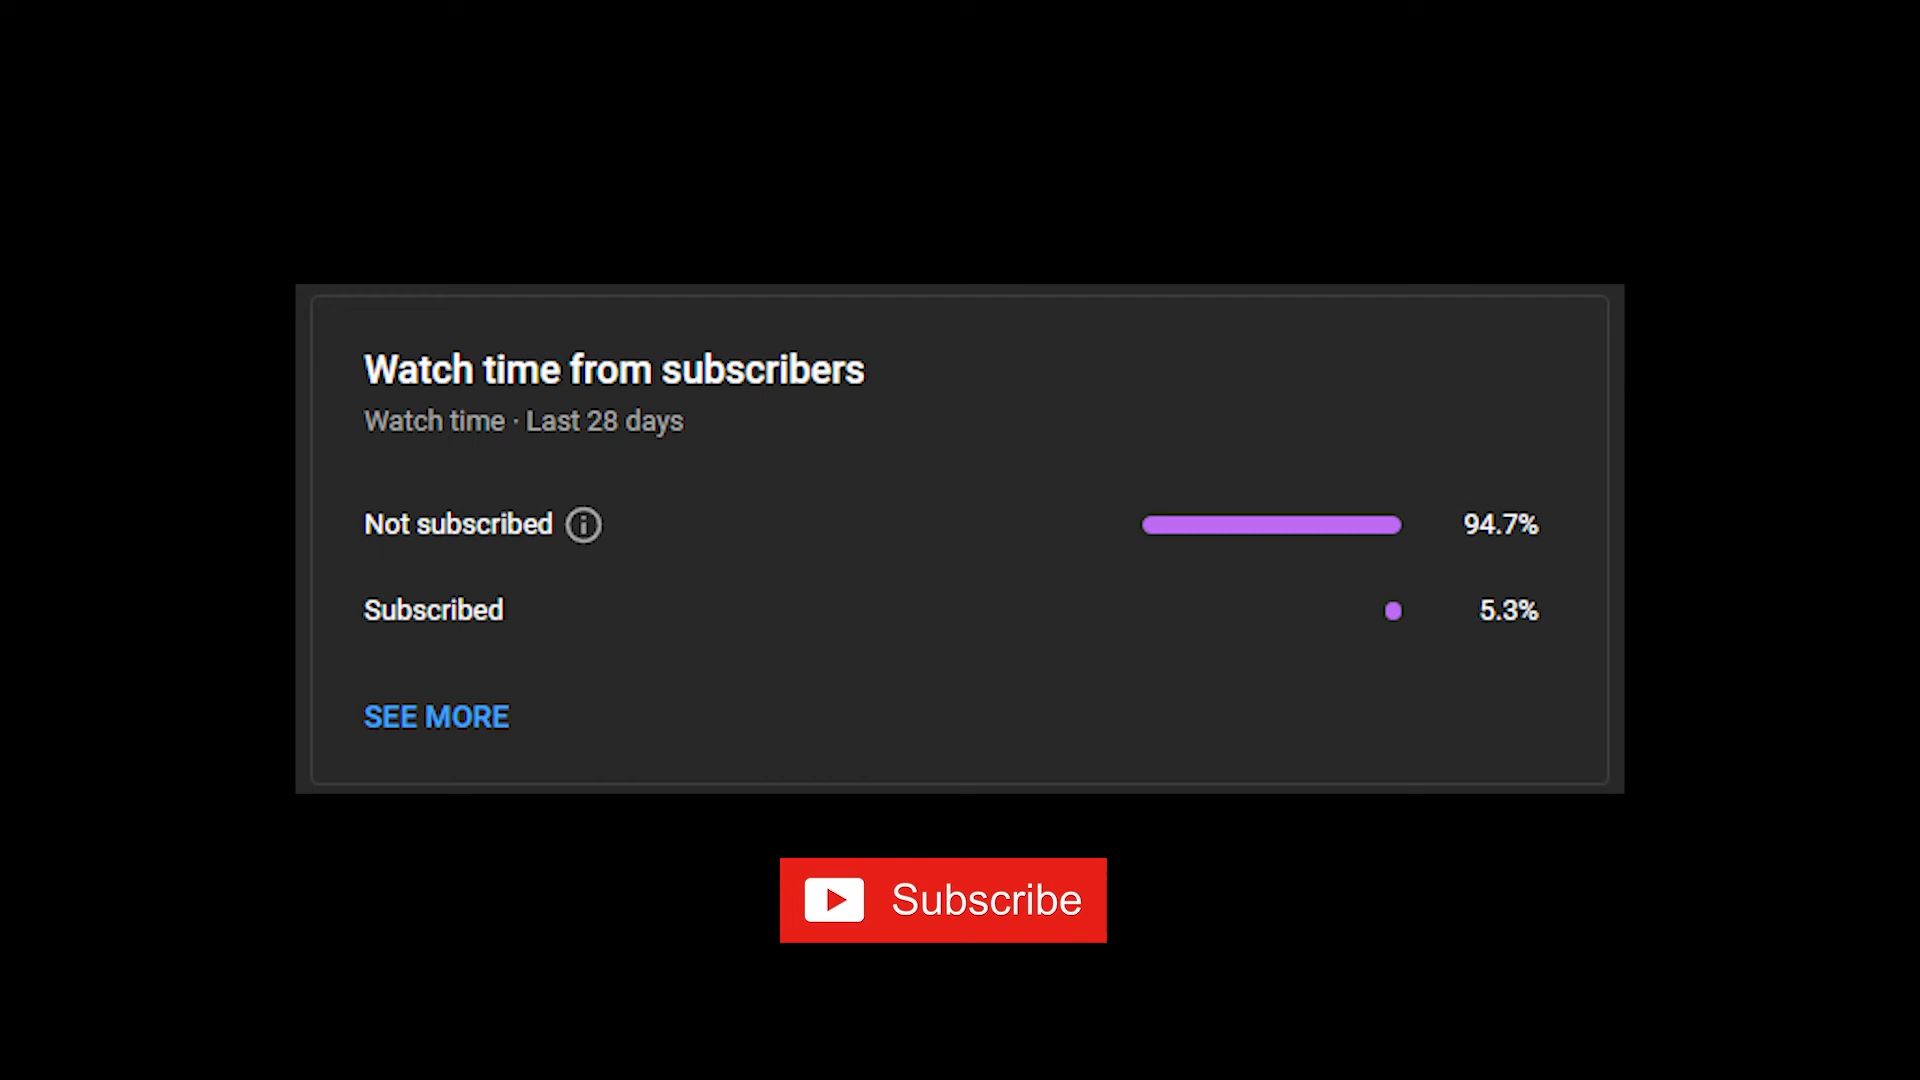 Watch time from subscribers
Watch time · Last 28 days
Not subscribed 94.7%
Subscribed 5.3%
SEE MORE
Subscribe